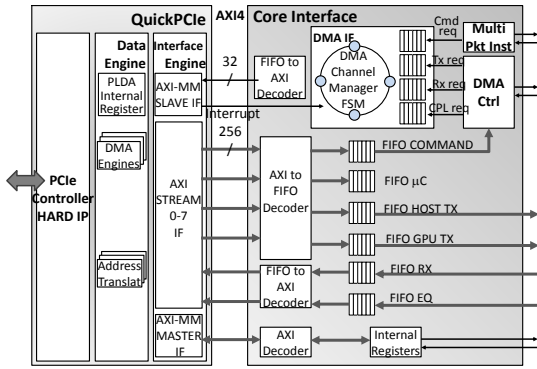 QuickPCIe
AXI4
Core Interface
Data
Engine
Interface
Engine
32
FIFO to
AXI
Decoder
DMA IF
DMA
Channel
Manager
FSM
Cmd
req
Tx req
Rx req
CPL req
Multi
Pkt Inst
DMA
Ctrl
PLDA
Internal
Register
AXI-MM
SLAVE IF
Interrupt
256
DMA
Engines
PCIe
Controller
HARD IP
AXI
STREAM
0-7
IF
AXI to
FIFO
Decoder
FIFO COMMAND
FIFO μC
FIFO HOST TX
FIFO GPU TX
Address
Translat
FIFO to
AXI
Decoder
FIFO RX
FIFO EQ
AXI-MM
MASTER
IF
AXI
Decoder
Internal
Registers